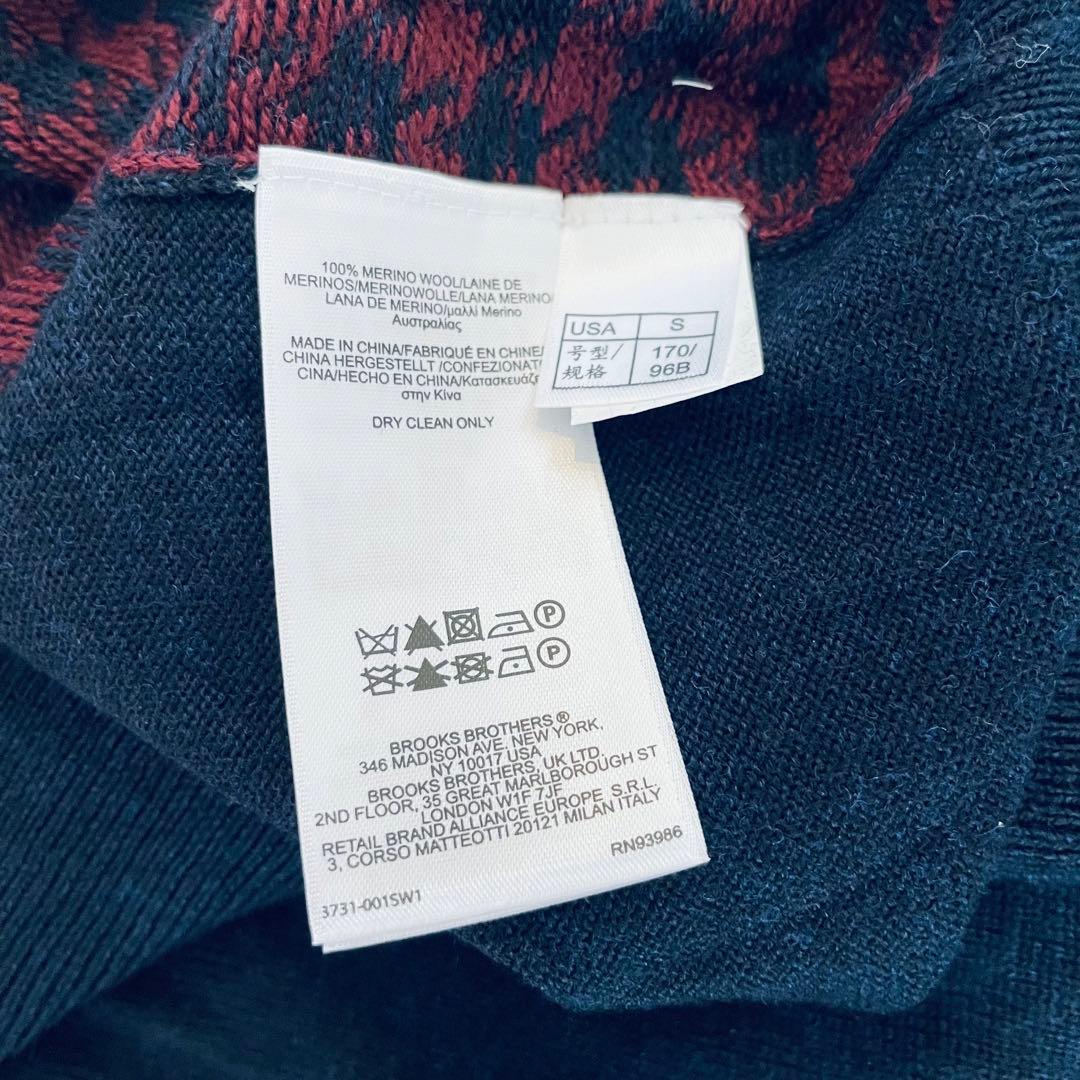 100% MERINO WOOL/LAINE DE
MERINOS/MERINOWOLLE/LANA MERINO/
LANA DE MERINO/μαλλί Merino
Αυστραλίας
MADE IN CHINA/FABRIQUÉ EN CHINE/
CHINA HERGESTELLT /CONFEZIONAT
CINA/HECHO EN CHINA/Κατασκευάζε
στην Κίνα
DRY CLEAN ONLY
USA S
号型/ 170/
规格 96B
P
P
BROOKS BROTHERS®
346 MADISON AVE. NEW YORK,
NY 10017 USA
BROOKS BROTHERS, UK LTD.
2ND FLOOR, 35 GREAT MARLBOROUGH ST
LONDON W1F 7JF
RETAIL BRAND ALLIANCE EUROPE S.R.L.
3, CORSO MATTEOTTI 20121 MILAN ITALY
RN93986
3731-001SW1